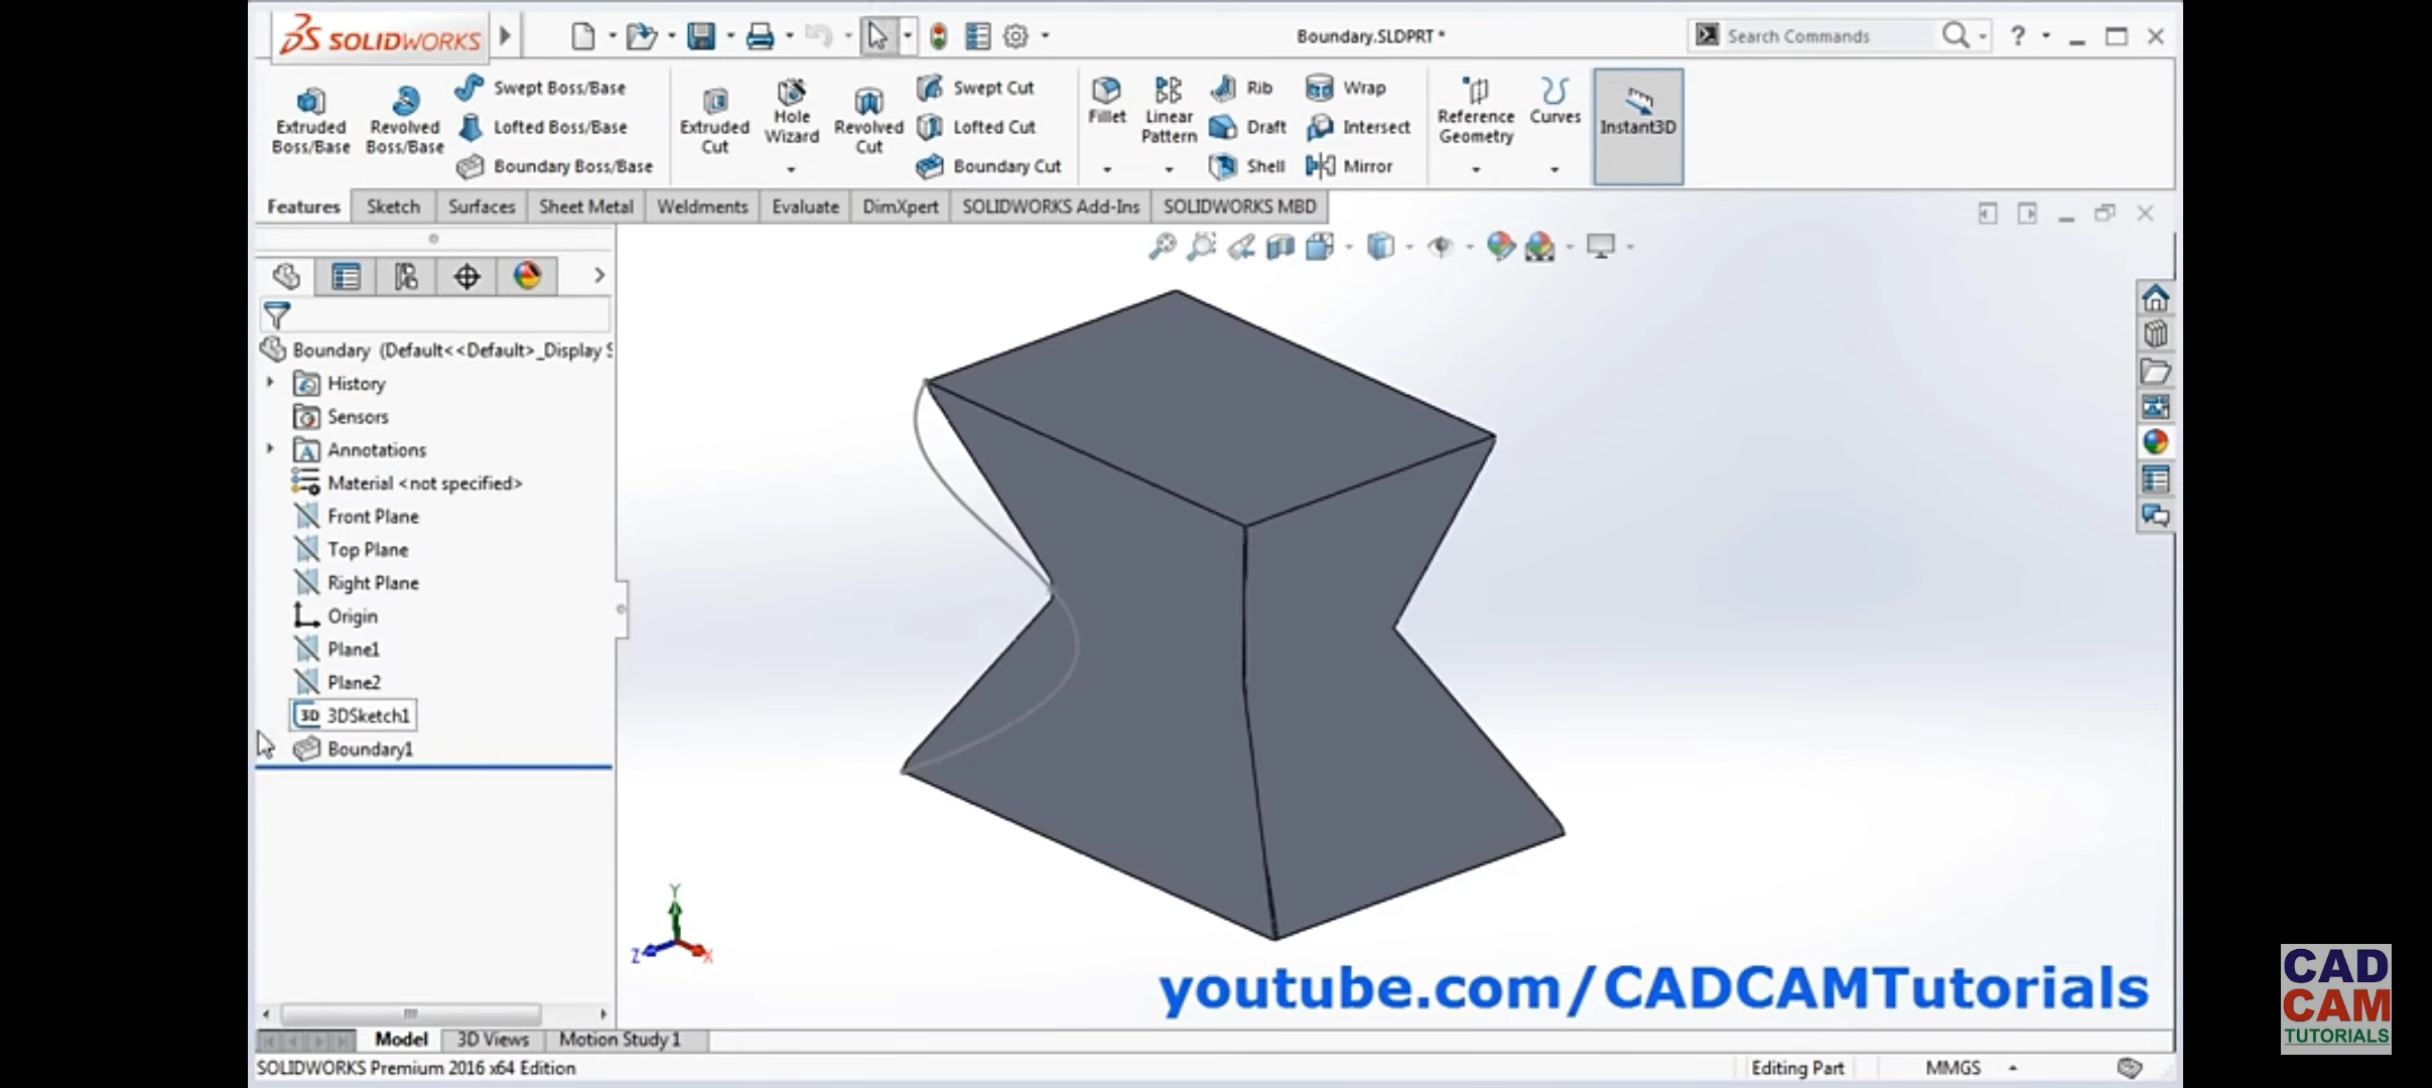 SOLIDWORKS
Boundary.SLDPRT *
Search Commands
?
Extruded Boss/Base
Revolved Boss/Base
Swept Boss/Base
Lofted Boss/Base
Boundary Boss/Base
Extruded Cut
Hole Wizard
Revolved Cut
Swept Cut
Lofted Cut
Boundary Cut
Fillet
Linear Pattern
Rib
Draft
Shell
Wrap
Intersect
Mirror
Reference Geometry
Curves
Instant3D
Features
Sketch
Surfaces
Sheet Metal
Weldments
Evaluate
DimXpert
SOLIDWORKS Add-Ins
SOLIDWORKS MBD
Boundary (Default<<Default>_Display S
History
Sensors
A Annotations
Material <not specified>
Front Plane
Top Plane
Right Plane
Origin
Plane1
Plane2
3D 3DSketch1
Boundary1
Y
Z
X
youtube.com/CADCAMTutorials
CAD
CAM
TUTORIALS
Model
3D Views
Motion Study 1
SOLIDWORKS Premium 2016 x64 Edition
Editing Part
MMGS